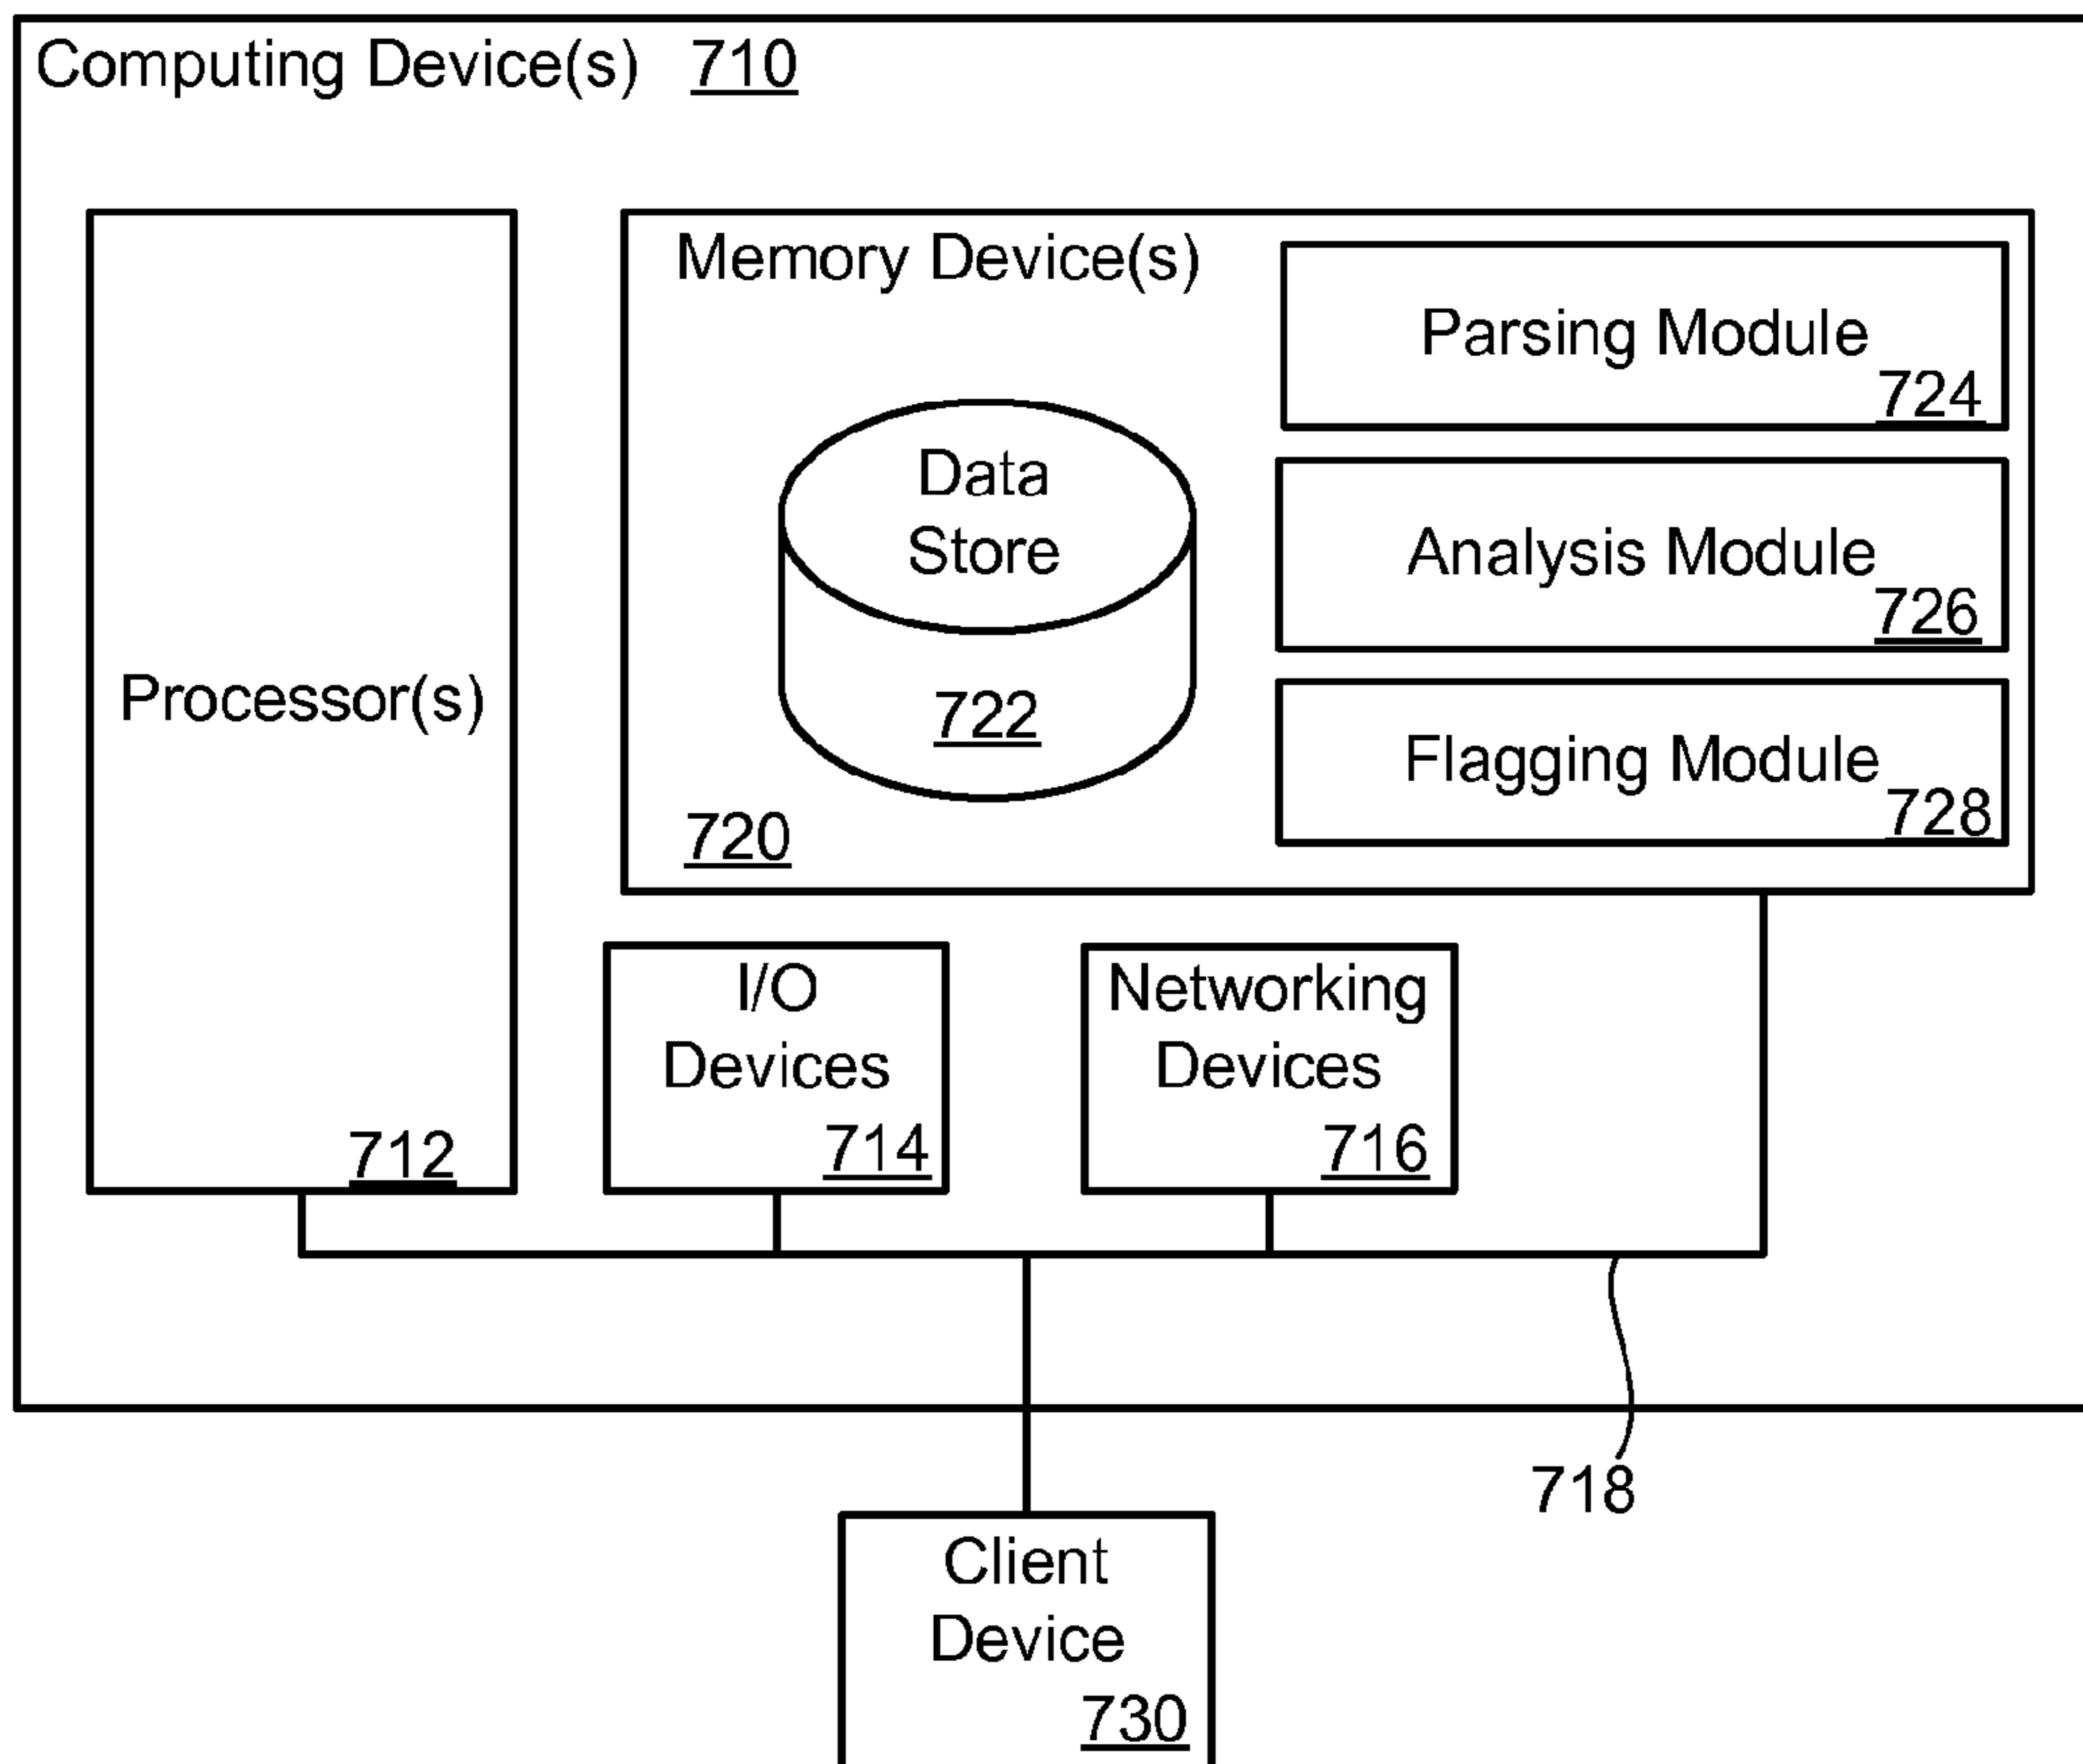 Computing Device(s) 710
Memory Device(s)
Parsing Module
724
Data
Store
Analysis Module
726
Processor(s)
722
Flagging Module
728
720
I/O
Devices
714
Networking
Devices
716
712
718
Client
Device
730